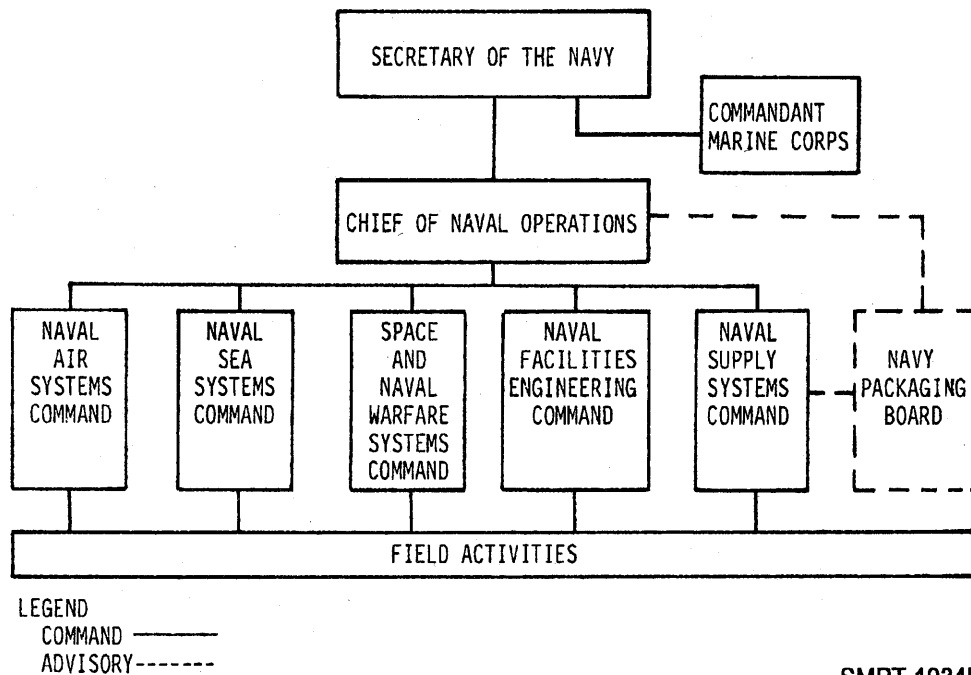 SECRETARY OF THE NAVY
COMMANDANT
MARINE CORPS
CHIEF OF NAVAL OPERATIONS
NAVAL
AIR
SYSTEMS
COMMAND
NAVAL
SEA
SYSTEMS
COMMAND
SPACE
AND
NAVAL
WARFARE
SYSTEMS
COMMAND
NAVAL
FACILITIES
ENGINEERING
COMMAND
NAVAL
SUPPLY
SYSTEMS
COMMAND
NAVY
PACKAGING
BOARD
FIELD ACTIVITIES
LEGEND
COMMAND
ADVISORY